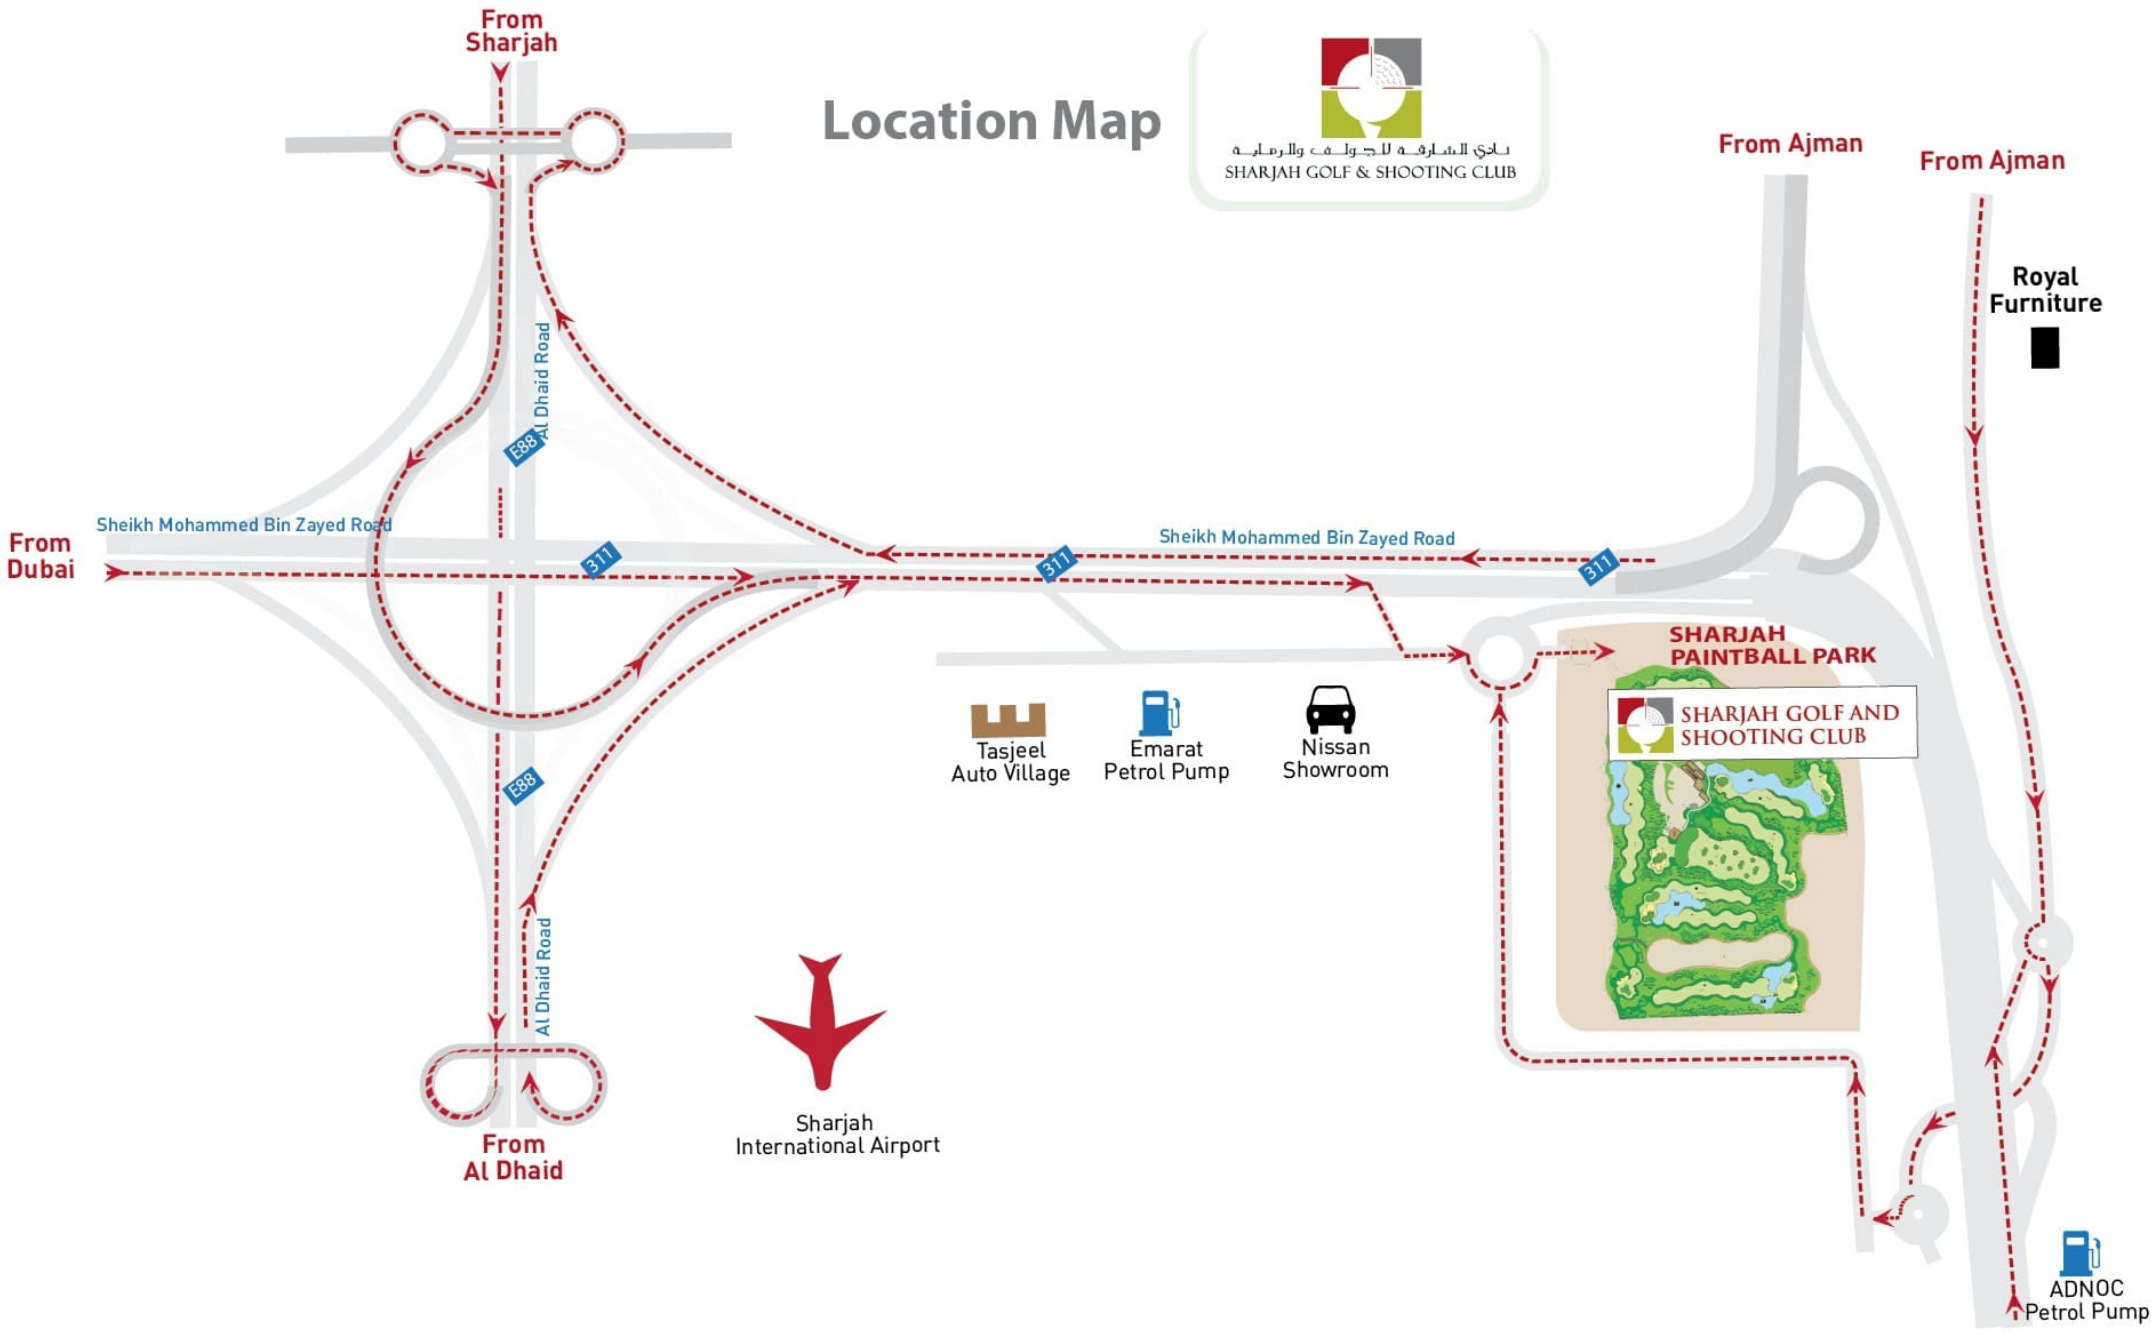 From
Sharjah
Location Map
نادي الشارقة للجولف والرماية
SHARJAH GOLF & SHOOTING CLUB
From Ajman
From Ajman
Royal
Furniture
Al Dhaid Road
E88
Sheikh Mohammed Bin Zayed Road
From
Dubai
311
311
Sheikh Mohammed Bin Zayed Road
311
SHARJAH
PAINTBALL PARK
SHARJAH GOLF AND
SHOOTING CLUB
Tasjeel
Auto Village
Emarat
Petrol Pump
Nissan
Showroom
E88
Al Dhaid Road
Sharjah
International Airport
From
Al Dhaid
ADNOC
Petrol Pump